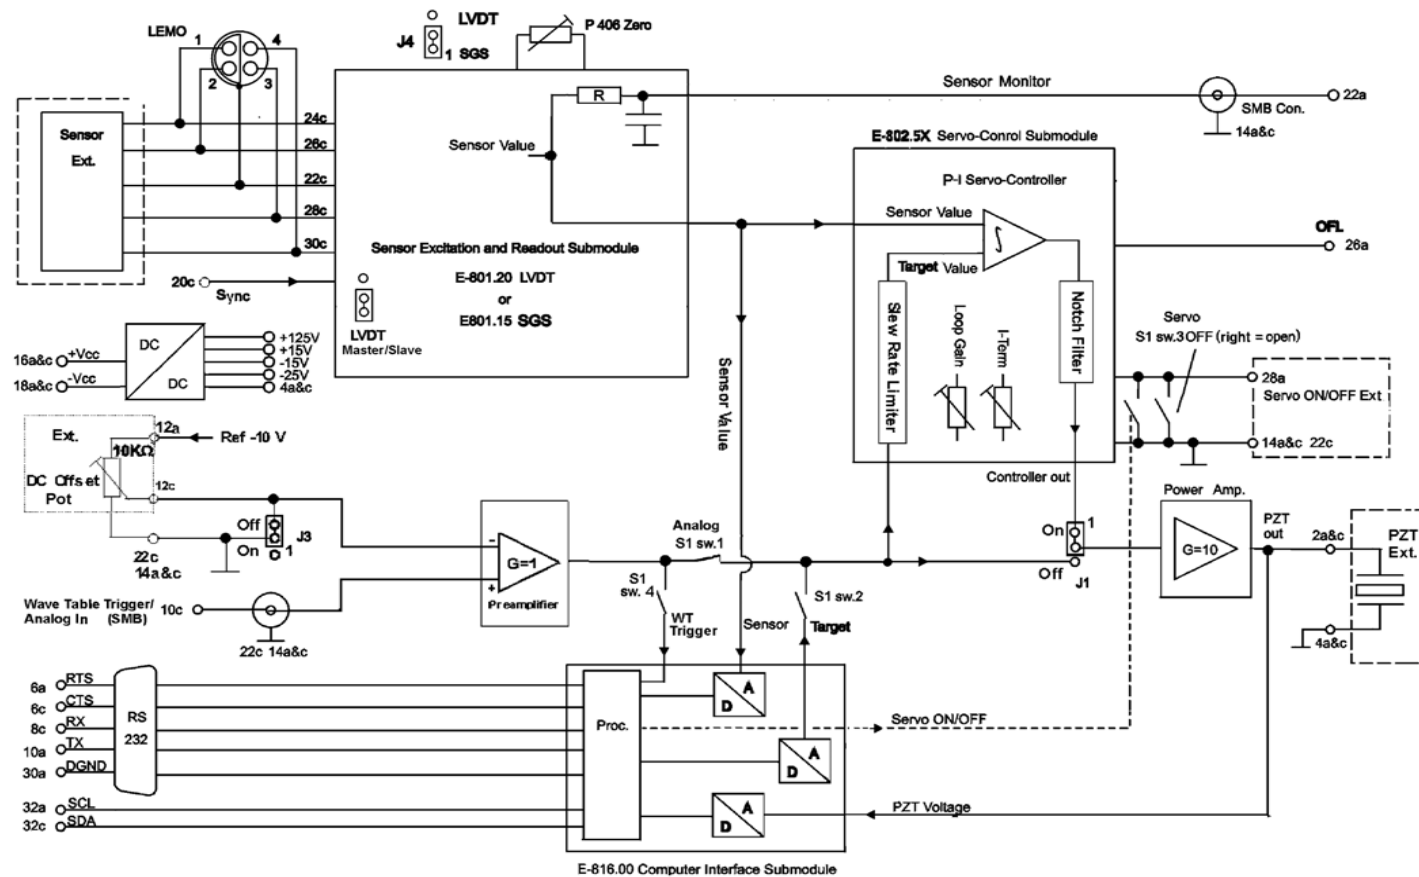 LVDT
J4
1 SGS
P 406 Zero
LEMO
1
4
2
3
Sensor
Ext.
24c
26c
22c
28c
30c
20c
Sync
R
Sensor Value
Sensor Excitation and Readout Submodule
E-801.20 LVDT
or
E801.15 SGS
LVDT
Master/Slave
Sensor Monitor
SMB Con.
22a
14a&c
E-802.5X Servo-Conrol Submodule
P-I Servo-Controller
Sensor Value
Target Value
∫
Slew Rate Limiter
Loop Gain
I-Term
Notch Filter
Controller out
OFL
26a
Servo
S1 sw.3OFF (right = open)
28a
Servo ON/OFF Ext
14a&c 22c
16a&c
+Vcc
18a&c
-Vcc
DC
DC
+125V
+15V
-15V
-25V
4a&c
Ext.
12a
Ref -10 V
10KΩ
DC Offset
Pot
12c
22c
14a&c
Off
On
1
J3
Wave Table Trigger/
Analog In (SMB)
10c
22c 14a&c
-
+
G=1
Preamplifier
Analog
S1 sw.1
S1
sw. 4
WT
Trigger
Sensor Value
Sensor
S1 sw.2
Target
On
1
Off
J1
Power Amp.
G=10
PZT
out
2a&c
PZT
Ext.
4a&c
6a
RTS
6c
CTS
8c
RX
10a
TX
30a
DGND
32a
SCL
32c
SDA
RS
232
Proc.
A
D
A
D
A
D
Servo ON/OFF
PZT Voltage
E-816.00 Computer Interface Submodule